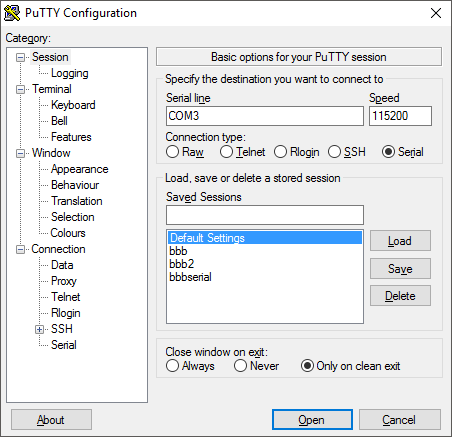 PuTTY Configuration
Category:
Session
Logging
Terminal
Keyboard
Bell
Features
Window
Appearance
Behaviour
Translation
Selection
Colours
Connection
Data
Proxy
Telnet
Rlogin
SSH
Serial
Basic options for your PuTTY session
Specify the destination you want to connect to
Serial line Speed
COM3 115200
Connection type:
Raw Telnet Rlogin SSH Serial
Load, save or delete a stored session
Saved Sessions
Default Settings
bbb
bbb2
bbbserial
Load
Save
Delete
Close window on exit:
Always Never Only on clean exit
About Open Cancel